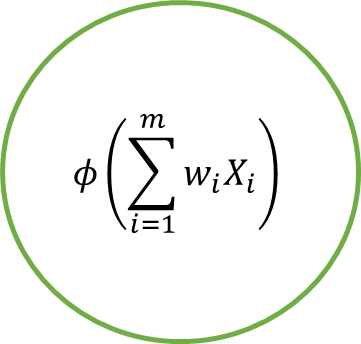 ϕ(∑_{i=1}^{m} w_i X_i)